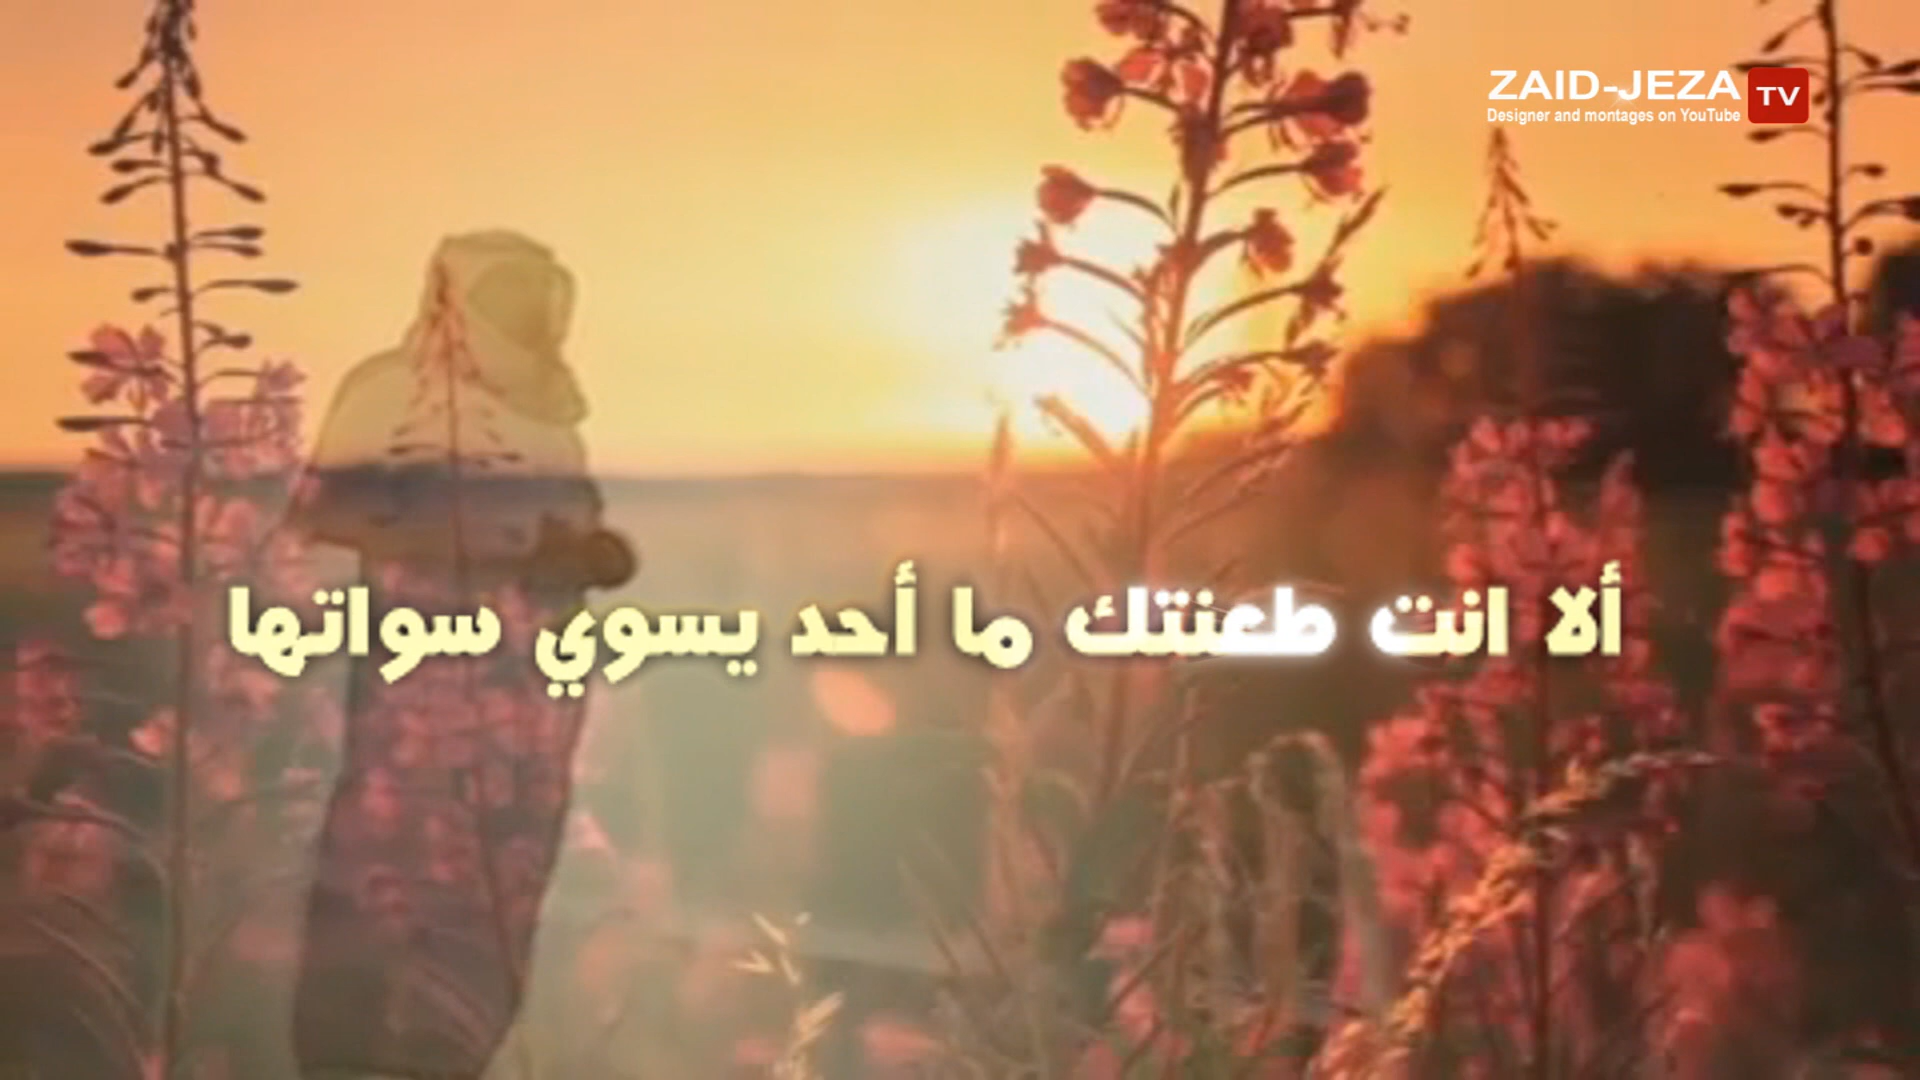 ZAID-JEZA TV
Designer and montages on YouTube
ألا انت طعنتك ما أحد يسوي سواتها